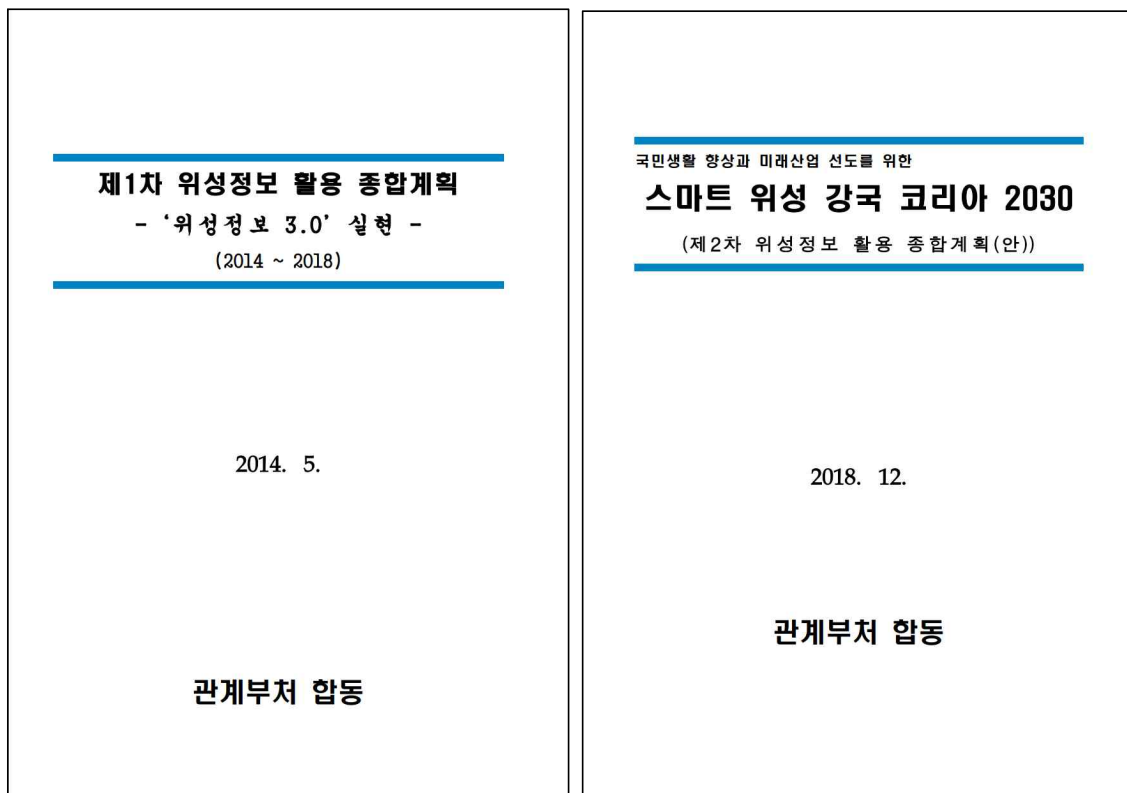 제1차 위성정보 활용 종합계획
- ‘위성정보 3.0’ 실현 -
(2014 ~ 2018)
2014. 5.
관계부처 합동
국민생활 향상과 미래산업 선도를 위한
스마트 위성 강국 코리아 2030
(제2차 위성정보 활용 종합계획(안))
2018. 12.
관계부처 합동